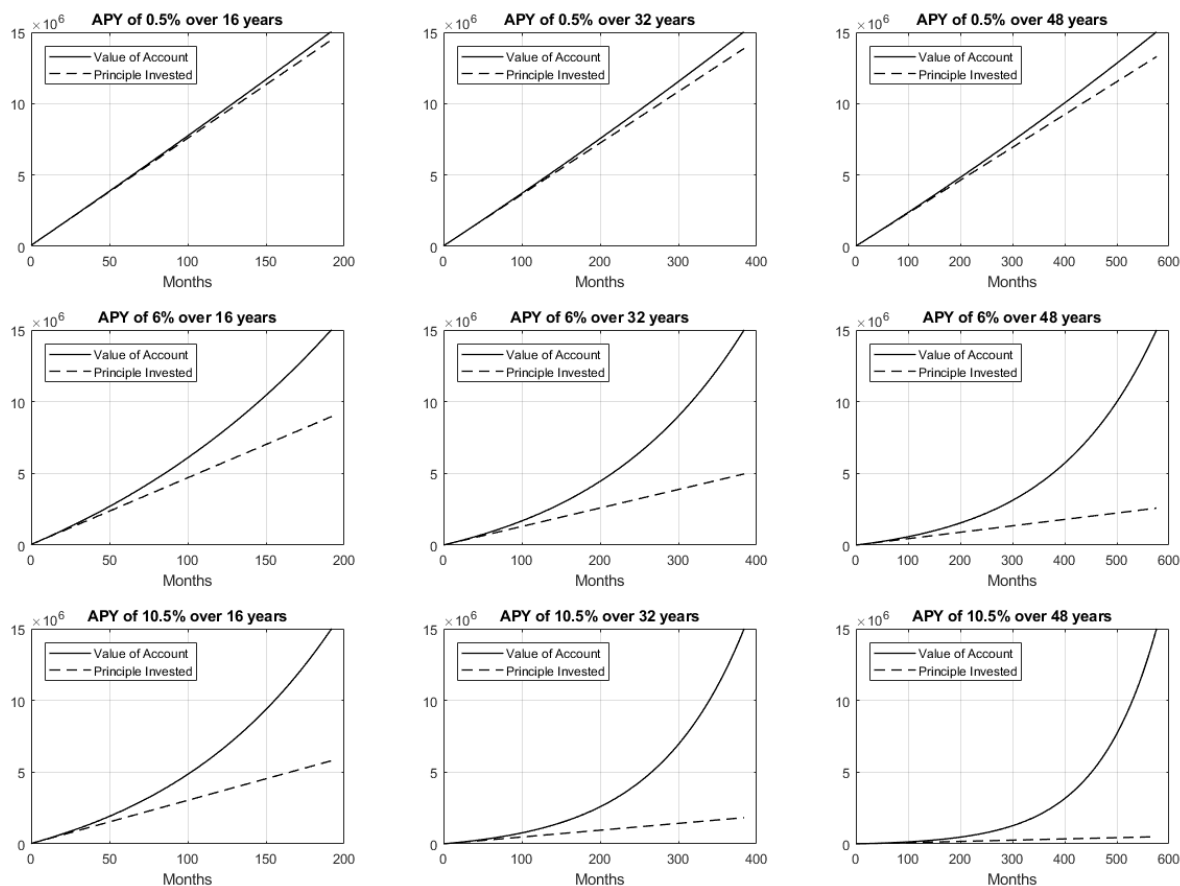 APY of 0.5% over 16 years
×10^6
15
10
5
0
Value of Account
Principle Invested
0 50 100 150 200
Months
APY of 0.5% over 32 years
×10^6
15
10
5
0
Value of Account
Principle Invested
0 100 200 300 400
Months
APY of 0.5% over 48 years
×10^6
15
10
5
0
Value of Account
Principle Invested
0 100 200 300 400 500 600
Months
APY of 6% over 16 years
×10^6
15
10
5
0
Value of Account
Principle Invested
0 50 100 150 200
Months
APY of 6% over 32 years
×10^6
15
10
5
0
Value of Account
Principle Invested
0 100 200 300 400
Months
APY of 6% over 48 years
×10^6
15
10
5
0
Value of Account
Principle Invested
0 100 200 300 400 500 600
Months
APY of 10.5% over 16 years
×10^6
15
10
5
0
Value of Account
Principle Invested
0 50 100 150 200
Months
APY of 10.5% over 32 years
×10^6
15
10
5
0
Value of Account
Principle Invested
0 100 200 300 400
Months
APY of 10.5% over 48 years
×10^6
15
10
5
0
Value of Account
Principle Invested
0 100 200 300 400 500 600
Months